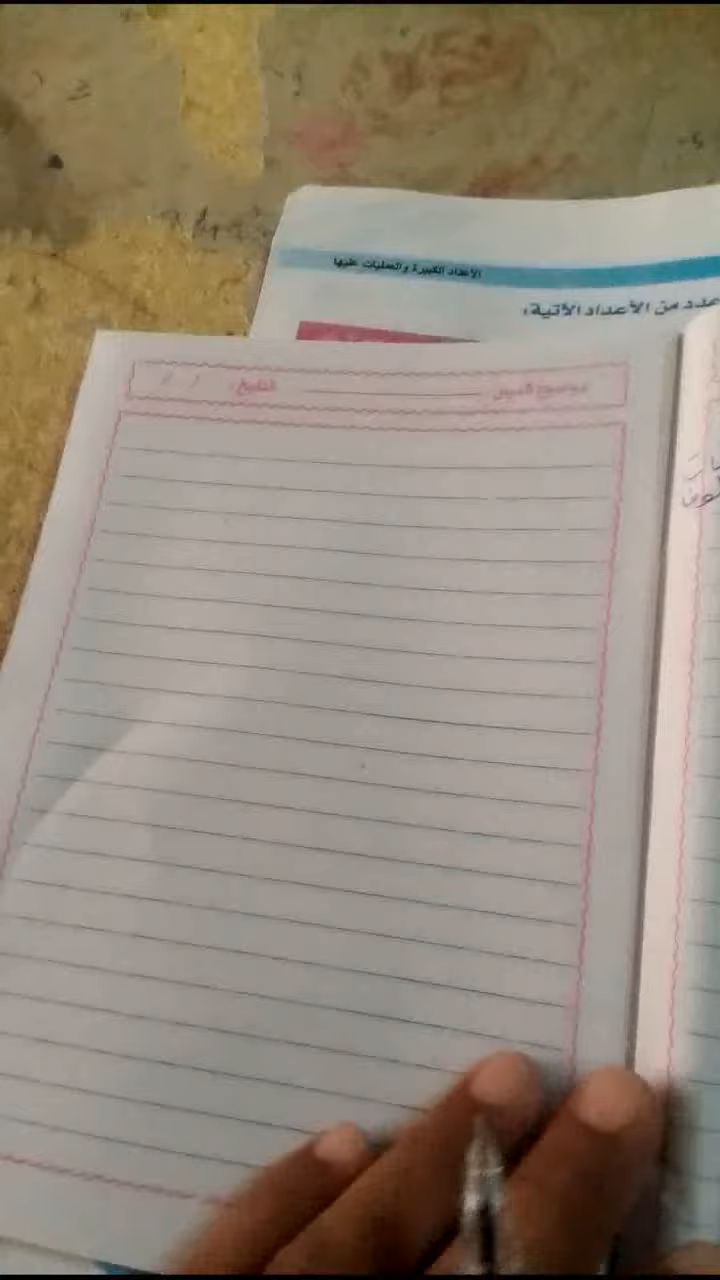 الأعداد الكبيرة والعمليات عليها
عدد من الأعداد الآتية:
موضوع الدرس التاريخ: / /